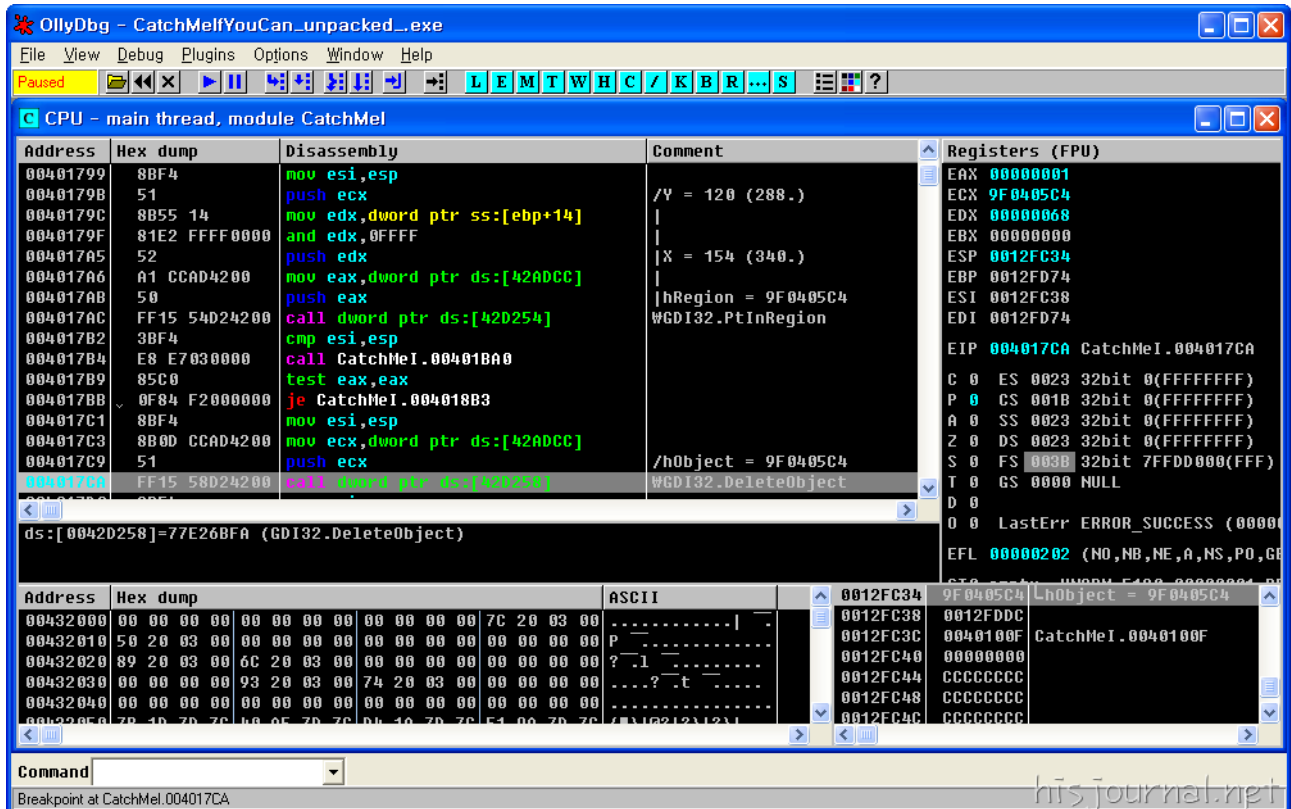 OllyDbg - CatchMeIfYouCan_unpacked_.exe
File View Debug Plugins Options Window Help
Paused L E M T W H C / K B R ... S ?
C CPU - main thread, module CatchMeI
Address Hex dump Disassembly Comment
00401799 8BF4 mov esi,esp
0040179B 51 push ecx /Y = 120 (288.)
0040179C 8B55 14 mov edx,dword ptr ss:[ebp+14] |
0040179F 81E2 FFFF0000 and edx,0FFFF |
004017A5 52 push edx |X = 154 (340.)
004017A6 A1 CCAD4200 mov eax,dword ptr ds:[42ADCC] |
004017AB 50 push eax |hRegion = 9F0405C4
004017AC FF15 54D24200 call dword ptr ds:[42D254] ₩GDI32.PtInRegion
004017B2 3BF4 cmp esi,esp
004017B4 E8 E7030000 call CatchMeI.00401BA0
004017B9 85C0 test eax,eax
004017BB 0F84 F2000000 je CatchMeI.004018B3
004017C1 8BF4 mov esi,esp
004017C3 8B0D CCAD4200 mov ecx,dword ptr ds:[42ADCC]
004017C9 51 push ecx /hObject = 9F0405C4
004017CA FF15 58D24200 call dword ptr ds:[42D258] ₩GDI32.DeleteObject
ds:[0042D258]=77E26BFA (GDI32.DeleteObject)
Registers (FPU)
EAX 00000001
ECX 9F0405C4
EDX 00000068
EBX 00000000
ESP 0012FC34
EBP 0012FD74
ESI 0012FC38
EDI 0012FD74
EIP 004017CA CatchMeI.004017CA
C 0 ES 0023 32bit 0(FFFFFFFF)
P 0 CS 001B 32bit 0(FFFFFFFF)
A 0 SS 0023 32bit 0(FFFFFFFF)
Z 0 DS 0023 32bit 0(FFFFFFFF)
S 0 FS 003B 32bit 7FFDD000(FFF)
T 0 GS 0000 NULL
D 0
O 0 LastErr ERROR_SUCCESS (0000
EFL 00000202 (NO,NB,NE,A,NS,PO,GE
Address Hex dump ASCII
00432000 00 00 00 00 00 00 00 00 00 00 00 00 7C 20 03 00 ............| .
00432010 50 20 03 00 00 00 00 00 00 00 00 00 00 00 00 00 P .............
00432020 89 20 03 00 6C 20 03 00 00 00 00 00 00 00 00 00 ? .l .........
00432030 00 00 00 00 93 20 03 00 74 20 03 00 00 00 00 00 ....? .t .....
00432040 00 00 00 00 00 00 00 00 00 00 00 00 00 00 00 00 ................
0012FC34 9F0405C4 hObject = 9F0405C4
0012FC38 0012FDDC
0012FC3C 0040100F CatchMeI.0040100F
0012FC40 00000000
0012FC44 CCCCCCCC
0012FC48 CCCCCCCC
0012FC4C CCCCCCCC
Command
Breakpoint at CatchMeI.004017CA
hisjournal.net